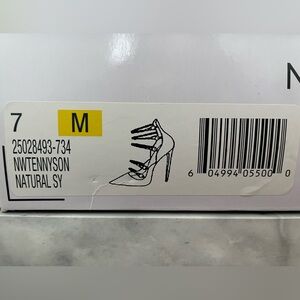 N
7 M
25028493-734
NWTENNYSON
NATURAL SY
6 04994 05500 0